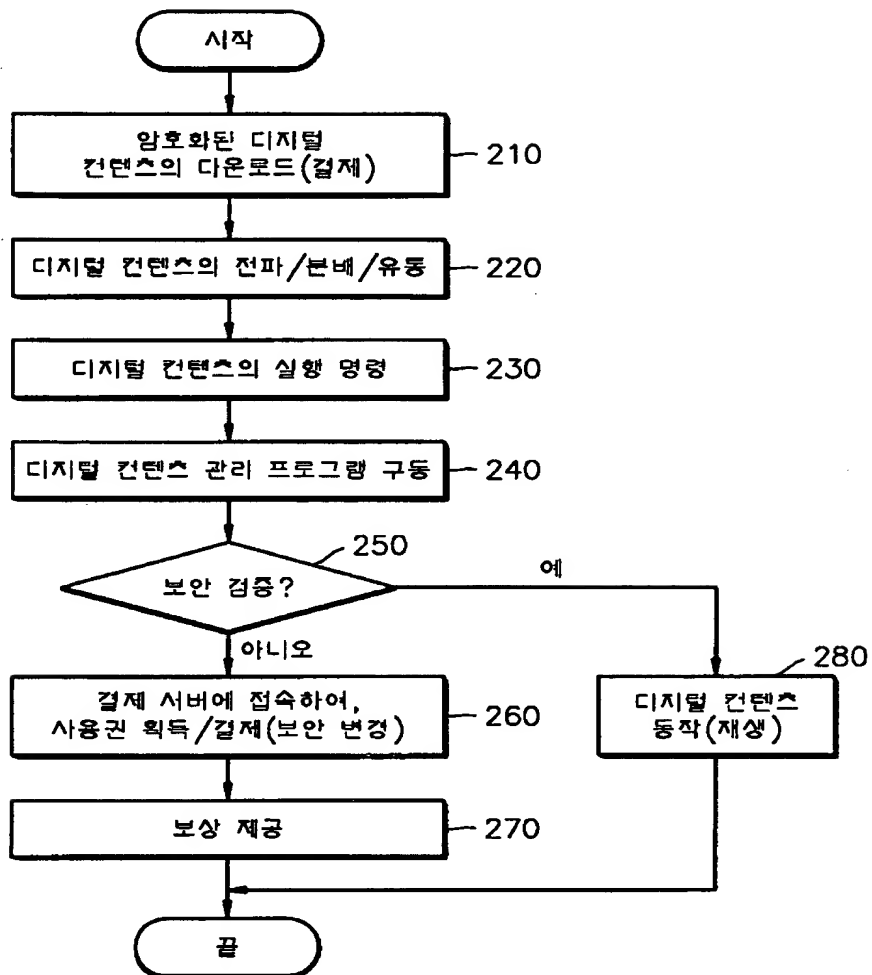 시작
암호화된 디지털
컨텐츠의 다운로드(결제)
210
디지털 컨텐츠의 전파/분배/유통
220
디지털 컨텐츠의 실행 명령
230
디지털 컨텐츠 관리 프로그램 구동
240
250
보안 검증?
예
아니오
결제 서버에 접속하여,
사용권 획득/결제(보안 변경)
260
280
디지털 컨텐츠
동작(재생)
보상 제공
270
끝